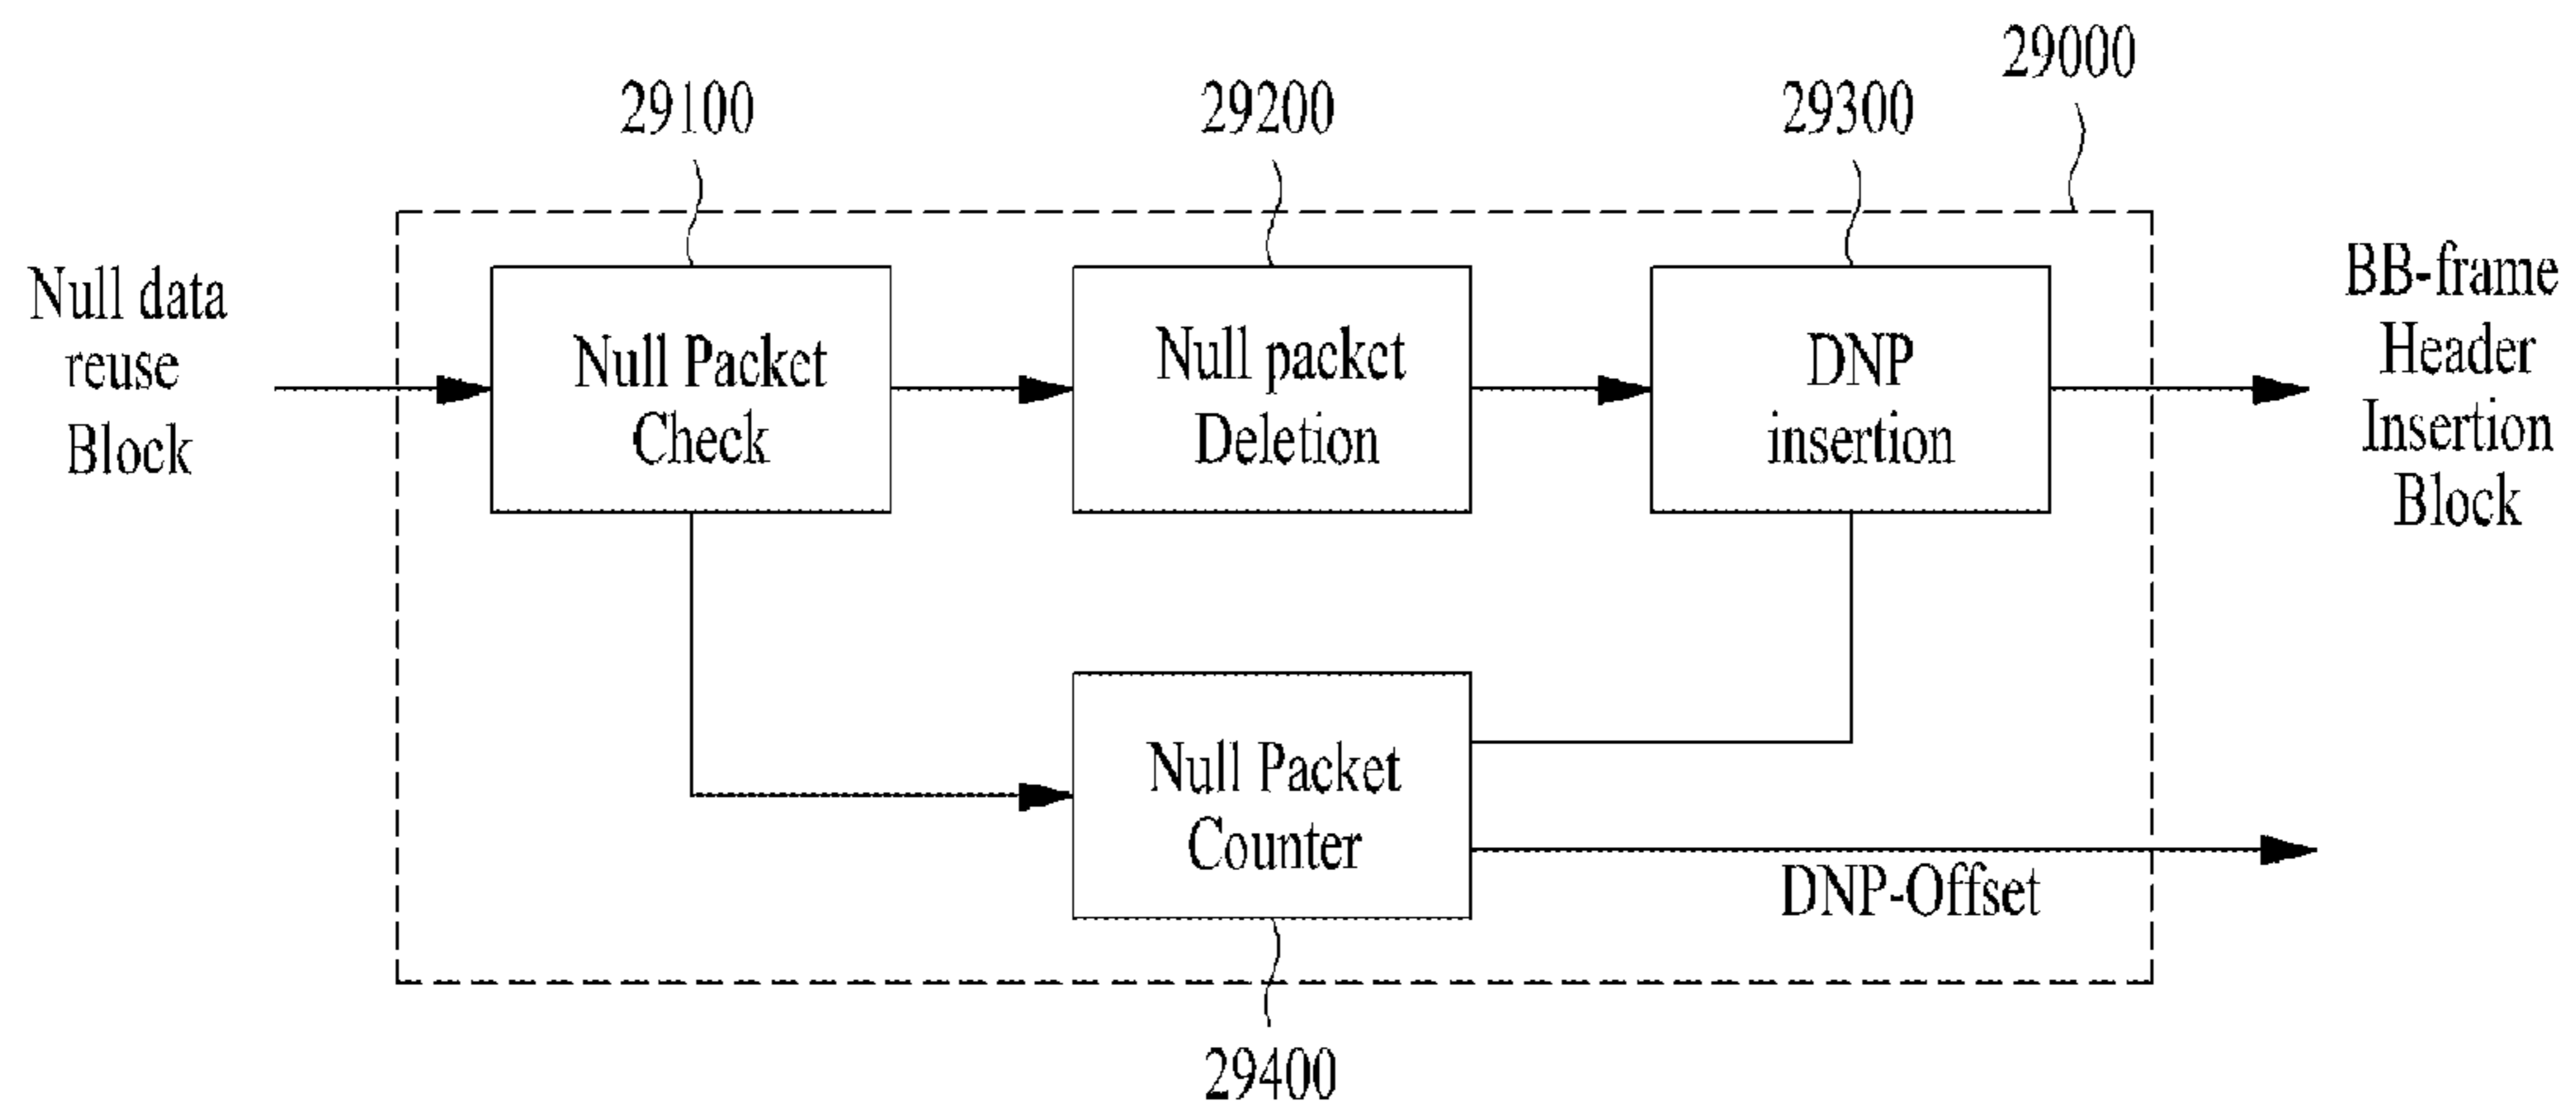 29000
29100
29200
29300
Null data
reuse
Block
Null Packet
Check
Null packet
Deletion
DNP
insertion
BB-frame
Header
Insertion
Block
Null Packet
Counter
DNP-Offset
29400